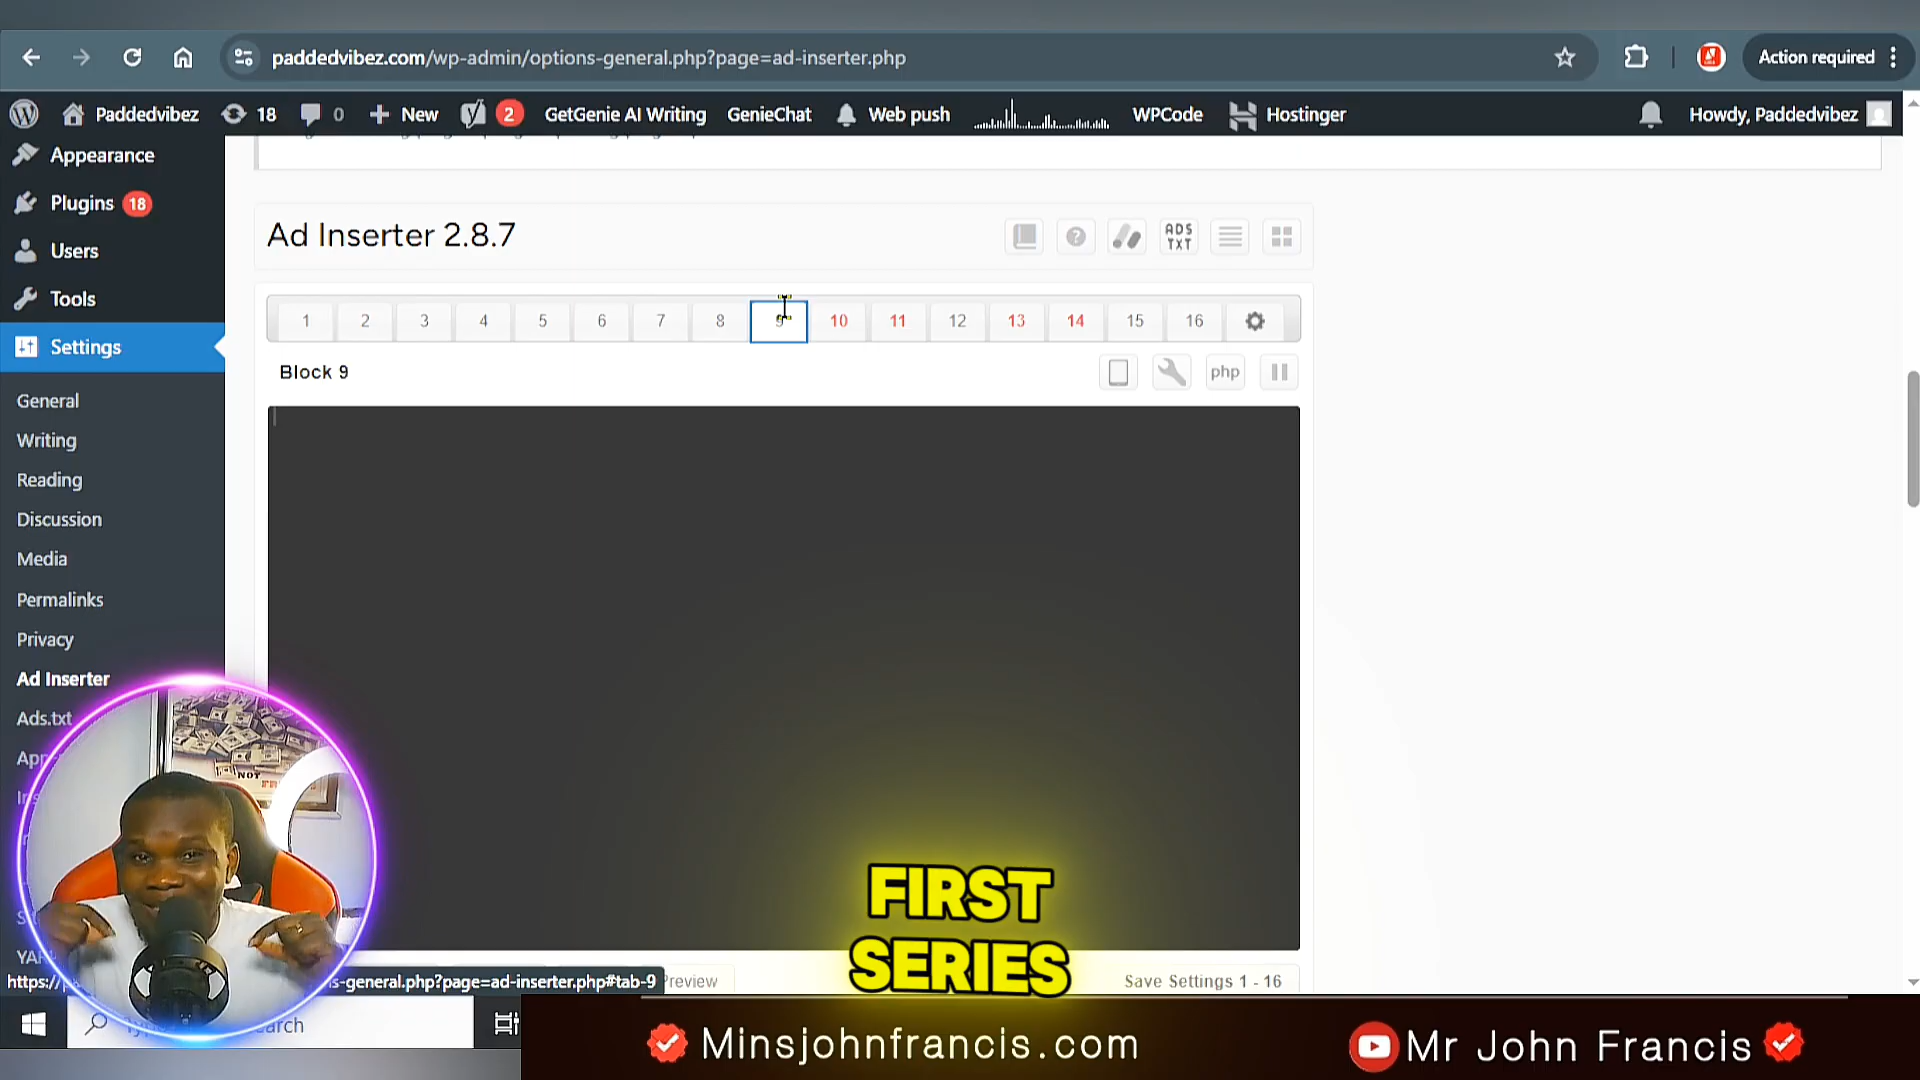 paddedvibez.com/wp-admin/options-general.php?page=ad-inserter.php
Action required
Paddedvibez
18
0
New
2
GetGenie AI Writing
GenieChat
Web push
WPCode
Hostinger
Howdy, Paddedvibez
Appearance
Plugins 18
Users
Tools
Settings
General
Writing
Reading
Discussion
Media
Permalinks
Privacy
Ad Inserter
Ads.txt
Ad Inserter 2.8.7
ADS
TXT
1 2 3 4 5 6 7 8 9 10 11 12 13 14 15 16
Block 9
php
NOT
FIRST
SERIES
s-general.php?page=ad-inserter.php#tab-9
Preview
Save Settings 1 - 16
Minsjohnfrancis.com
Mr John Francis